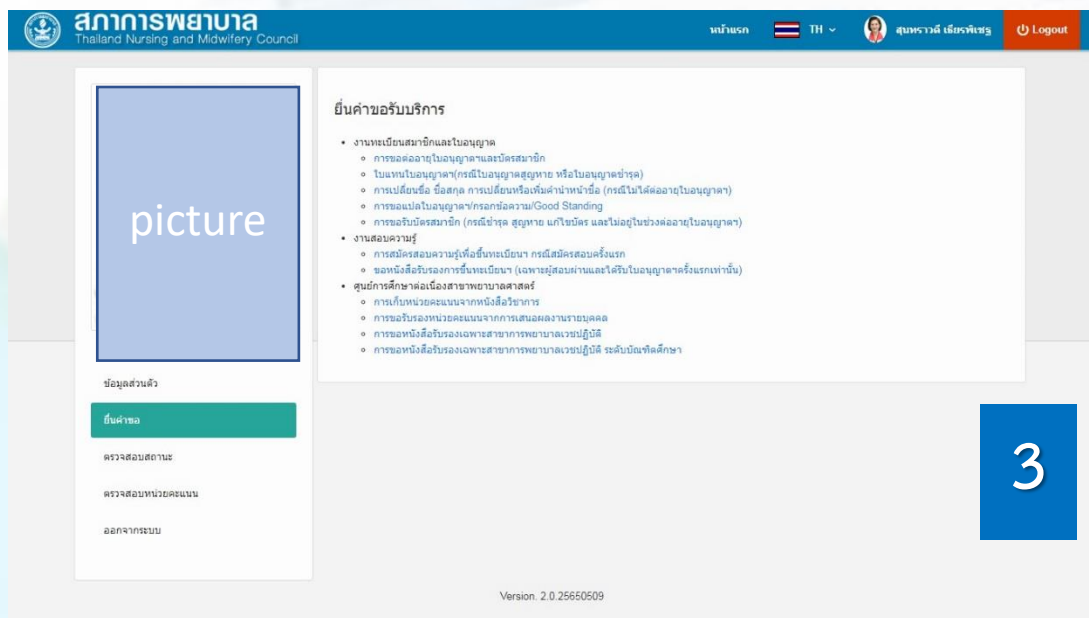 สภาการพยาบาล
Thailand Nursing and Midwifery Council
หน้าแรก TH สุนทราวดี เธียรพิเชฐ Logout
picture
ยื่นคำขอรับบริการ
งานทะเบียนสมาชิกและใบอนุญาต
การขอต่ออายุใบอนุญาตฯและบัตรสมาชิก
ใบแทนใบอนุญาตฯ(กรณีใบอนุญาตสูญหาย หรือใบอนุญาตชำรุด)
การเปลี่ยนชื่อ ชื่อสกุล การเปลี่ยนหรือเพิ่มคำนำหน้าชื่อ (กรณีไม่ได้ต่ออายุใบอนุญาตฯ)
การขอแปลใบอนุญาตฯ/กรอกข้อความ/Good Standing
การขอรับบัตรสมาชิก (กรณีชำรุด สูญหาย แก้ไขบัตร และไม่อยู่ในช่วงต่ออายุใบอนุญาตฯ)
งานสอบความรู้
การสมัครสอบความรู้เพื่อขึ้นทะเบียนฯ กรณีสมัครสอบครั้งแรก
ขอหนังสือรับรองการขึ้นทะเบียนฯ (เฉพาะผู้สอบผ่านและได้รับใบอนุญาตฯครั้งแรกเท่านั้น)
ศูนย์การศึกษาต่อเนื่องสาขาพยาบาลศาสตร์
การเก็บหน่วยคะแนนจากหนังสือวิชาการ
การขอรับรองหน่วยคะแนนจากการเสนอผลงานรายบุคคล
การขอหนังสือรับรองเฉพาะสาขาการพยาบาลเวชปฏิบัติ
การขอหนังสือรับรองเฉพาะสาขาการพยาบาลเวชปฏิบัติ ระดับบัณฑิตศึกษา
ข้อมูลส่วนตัว
ยื่นคำขอ
ตรวจสอบสถานะ
ตรวจสอบหน่วยคะแนน
ออกจากระบบ
3
Version. 2.0.25650509